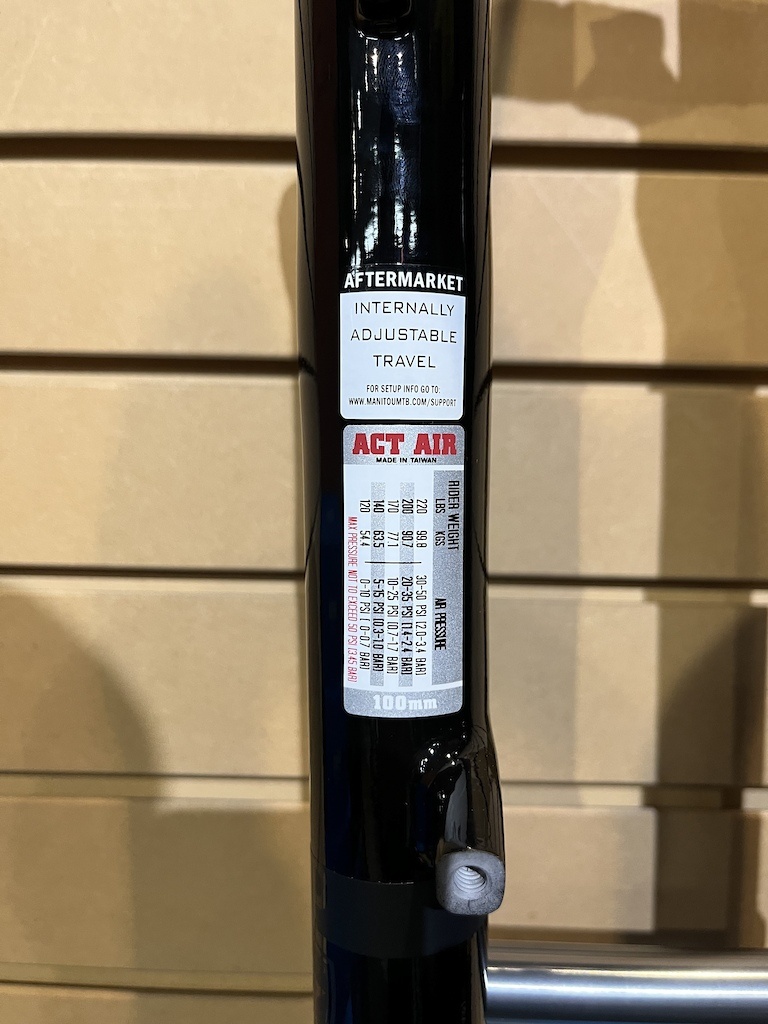 AFTERMARKET
INTERNALLY
ADJUSTABLE
TRAVEL
FOR SETUP INFO GO TO:
WWW.MANITOUMTB.COM/SUPPORT
ACT AIR
MADE IN TAIWAN
RIDER WEIGHT AIR PRESSURE
LBS KGS
220 99.8 30-50 PSI (2.0-3.4 BAR)
200 90.7 20-35 PSI (1.4-2.4 BAR)
170 77.1 10-25 PSI (0.7-1.7 BAR)
140 63.5 5-15 PSI (0.3-1.0 BAR)
120 54.4 0-10 PSI ( 0-0.7 BAR)
MAX PRESSURE NOT TO EXCEED 50 PSI (3.45 BAR)
100mm